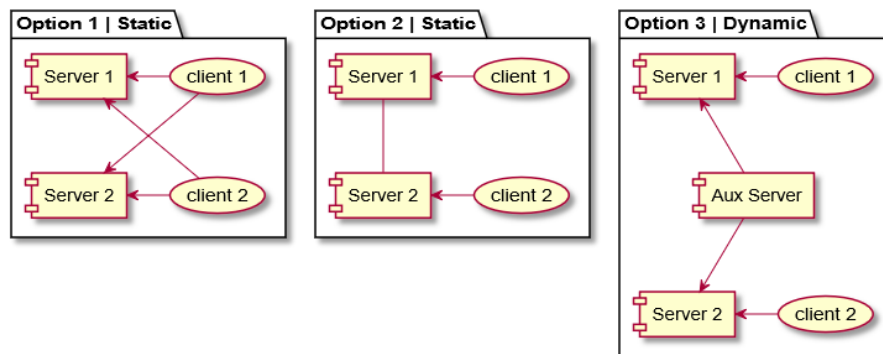 Option 1 | Static
Server 1
client 1
Server 2
client 2
Option 2 | Static
Server 1
client 1
Server 2
client 2
Option 3 | Dynamic
Server 1
client 1
Aux Server
Server 2
client 2